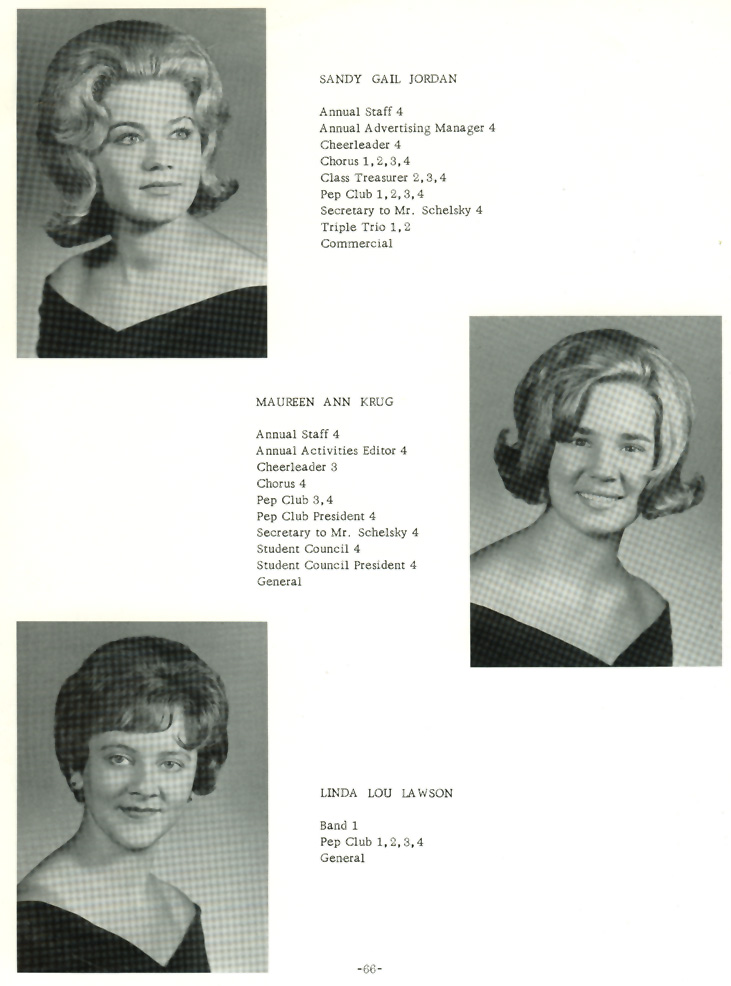 SANDY GAIL JORDAN
Annual Staff 4
Annual Advertising Manager 4
Cheerleader 4
Chorus 1,2,3,4
Class Treasurer 2,3,4
Pep Club 1,2,3,4
Secretary to Mr. Schelsky 4
Triple Trio 1,2
Commercial
MAUREEN ANN KRUG
Annual Staff 4
Annual Activities Editor 4
Cheerleader 3
Chorus 4
Pep Club 3,4
Pep Club President 4
Secretary to Mr. Schelsky 4
Student Council 4
Student Council President 4
General
LINDA LOU LAWSON
Band 1
Pep Club 1,2,3,4
General
-66-